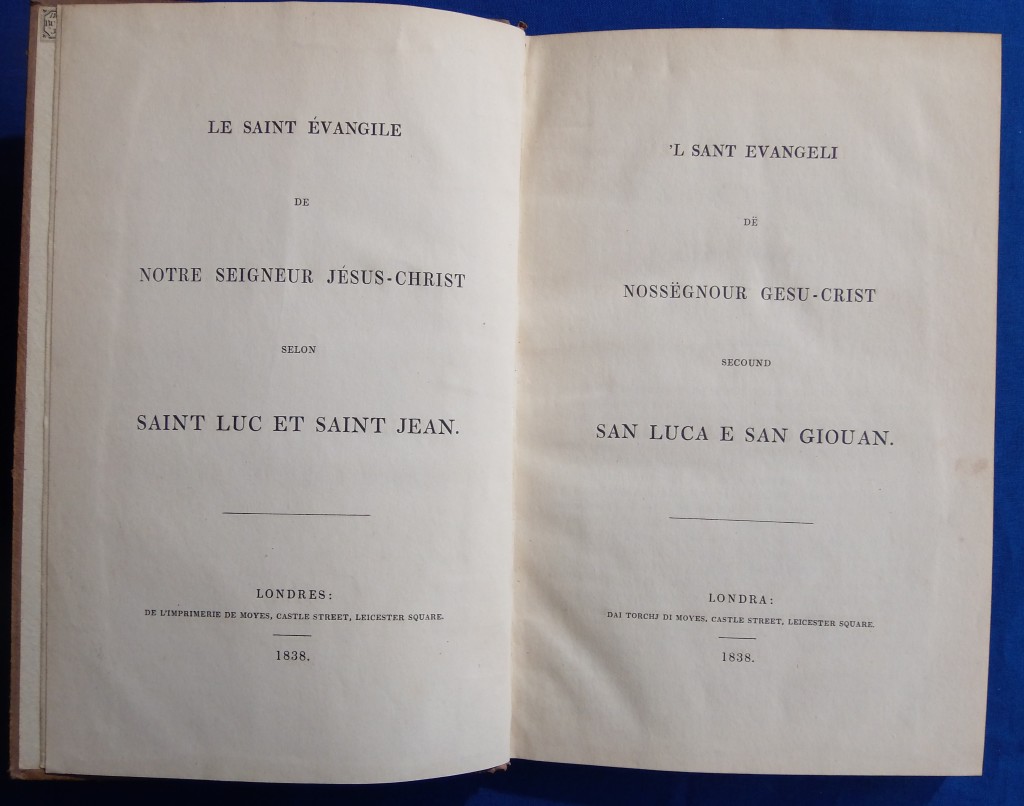 LE SAINT ÉVANGILE
DE
NOTRE SEIGNEUR JÉSUS-CHRIST
SELON
SAINT LUC ET SAINT JEAN.
LONDRES:
DE L'IMPRIMERIE DE MOYES, CASTLE STREET, LEICESTER SQUARE.
1838.
'L SANT EVANGELI
DË
NOSSËGNOUR GESU-CRIST
SECOUND
SAN LUCA E SAN GIOUAN.
LONDRA:
DAI TORCHJ DI MOYES, CASTLE STREET, LEICESTER SQUARE.
1838.